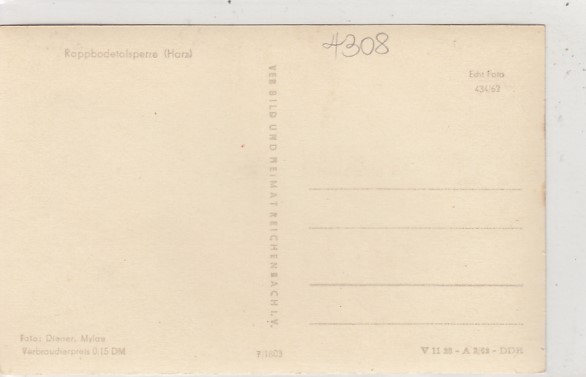 Rappbodetalsperre (Harz)
4308
Echt Foto
434/62
VEB BILD UND HEIMAT REICHENBACH I. V.
Foto: Diener, Mylau
Verbraucherpreis 0.15 DM
V 11 28 - A 3/62 - DDR